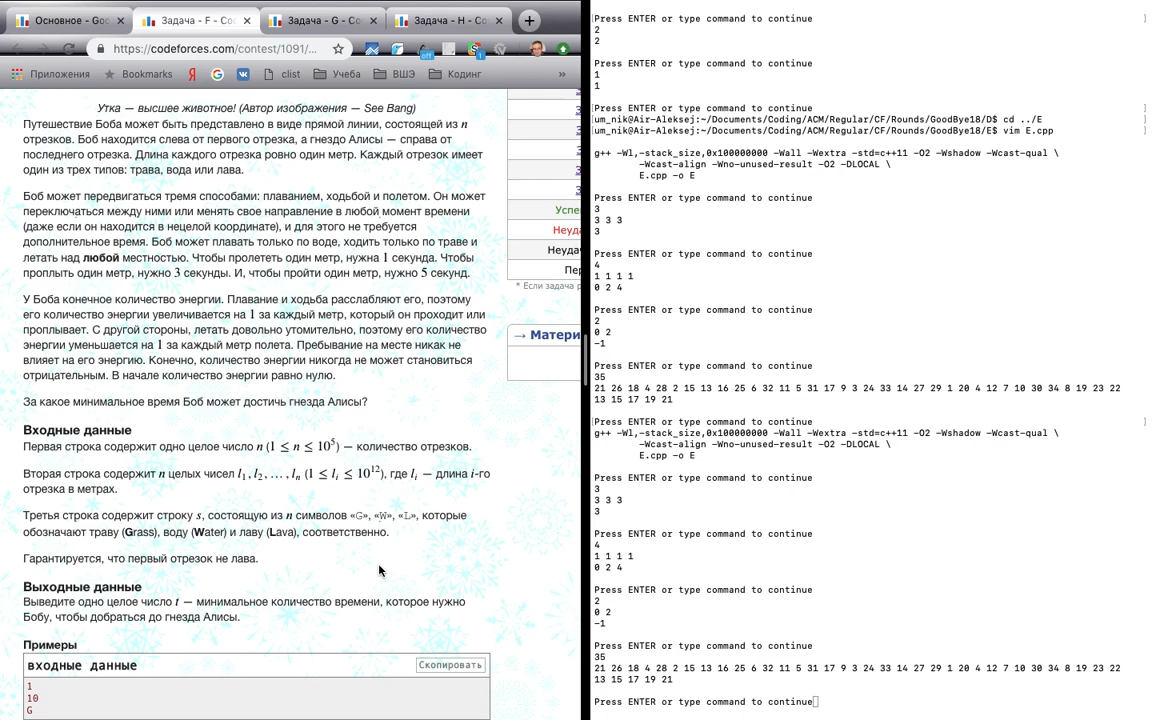 Основное - Goo
Задача - F - Cod
Задача - G - Co
Задача - H - Co
https://codeforces.com/contest/1091/...
off
1
Приложения
Bookmarks
Я
clist
Учеба
ВШЭ
Кодинг
»
Утка — высшее животное! (Автор изображения — See Bang)
Путешествие Боба может быть представлено в виде прямой линии, состоящей из n
отрезков. Боб находится слева от первого отрезка, а гнездо Алисы — справа от
последнего отрезка. Длина каждого отрезка ровно один метр. Каждый отрезок имеет
один из трех типов: трава, вода или лава.
Боб может передвигаться тремя способами: плаванием, ходьбой и полетом. Он может
переключаться между ними или менять свое направление в любой момент времени
(даже если он находится в нецелой координате), и для этого не требуется
дополнительное время. Боб может плавать только по воде, ходить только по траве и
летать над любой местностью. Чтобы пролететь один метр, нужна 1 секунда. Чтобы
проплыть один метр, нужно 3 секунды. И, чтобы пройти один метр, нужно 5 секунд.
У Боба конечное количество энергии. Плавание и ходьба расслабляют его, поэтому
его количество энергии увеличивается на 1 за каждый метр, который он проходит или
проплывает. С другой стороны, летать довольно утомительно, поэтому его количество
энергии уменьшается на 1 за каждый метр полета. Пребывание на месте никак не
влияет на его энергию. Конечно, количество энергии никогда не может становиться
отрицательным. В начале количество энергии равно нулю.
За какое минимальное время Боб может достичь гнезда Алисы?
Входные данные
Первая строка содержит одно целое число n (1 ≤ n ≤ 10⁵) — количество отрезков.
Вторая строка содержит n целых чисел l₁, l₂, … , lₙ (1 ≤ lᵢ ≤ 10¹²), где lᵢ — длина i-го
отрезка в метрах.
Третья строка содержит строку s, состоящую из n символов «G», «W», «L», которые
обозначают траву (Grass), воду (Water) и лаву (Lava), соответственно.
Гарантируется, что первый отрезок не лава.
Выходные данные
Выведите одно целое число t — минимальное количество времени, которое нужно
Бобу, чтобы добраться до гнезда Алисы.
Примеры
входные данные
Скопировать
1
10
G
Успе
Неуда
Неудач
Пер
* Если задача р
→ Матери
Press ENTER or type command to continue
2
2
Press ENTER or type command to continue
1
1
Press ENTER or type command to continue
um_nik@Air-Aleksej:~/Documents/Coding/ACM/Regular/CF/Rounds/GoodBye18/D$ cd ../E
um_nik@Air-Aleksej:~/Documents/Coding/ACM/Regular/CF/Rounds/GoodBye18/E$ vim E.cpp
g++ -Wl,-stack_size,0x100000000 -Wall -Wextra -std=c++11 -O2 -Wshadow -Wcast-qual \
-Wcast-align -Wno-unused-result -O2 -DLOCAL \
E.cpp -o E
Press ENTER or type command to continue
3
3 3 3
3
Press ENTER or type command to continue
4
1 1 1 1
0 2 4
Press ENTER or type command to continue
2
0 2
-1
Press ENTER or type command to continue
35
21 26 18 4 28 2 15 13 16 25 6 32 11 5 31 17 9 3 24 33 14 27 29 1 20 4 12 7 10 30 34 8 19 23 22
13 15 17 19 21
Press ENTER or type command to continue
g++ -Wl,-stack_size,0x100000000 -Wall -Wextra -std=c++11 -O2 -Wshadow -Wcast-qual \
-Wcast-align -Wno-unused-result -O2 -DLOCAL \
E.cpp -o E
Press ENTER or type command to continue
3
3 3 3
3
Press ENTER or type command to continue
4
1 1 1 1
0 2 4
Press ENTER or type command to continue
2
0 2
-1
Press ENTER or type command to continue
35
21 26 18 4 28 2 15 13 16 25 6 32 11 5 31 17 9 3 24 33 14 27 29 1 20 4 12 7 10 30 34 8 19 23 22
13 15 17 19 21
Press ENTER or type command to continue